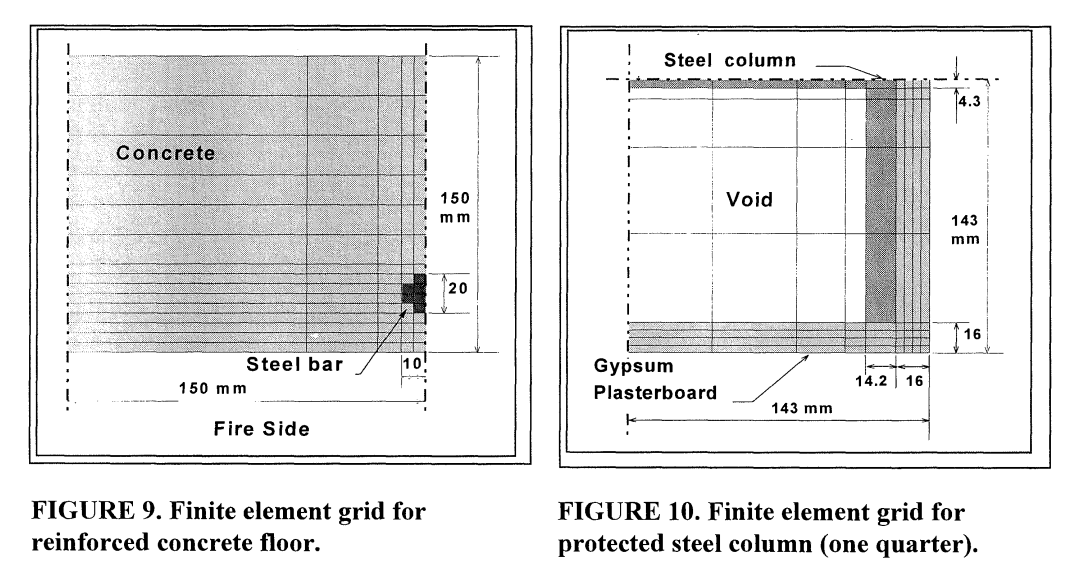 Concrete
150
mm
20
Steel bar
10
150 mm
Fire Side
FIGURE 9. Finite element grid for
reinforced concrete floor.
Steel column
4.3
Void
143
mm
16
Gypsum
Plasterboard
14.2
16
143 mm
FIGURE 10. Finite element grid for
protected steel column (one quarter).